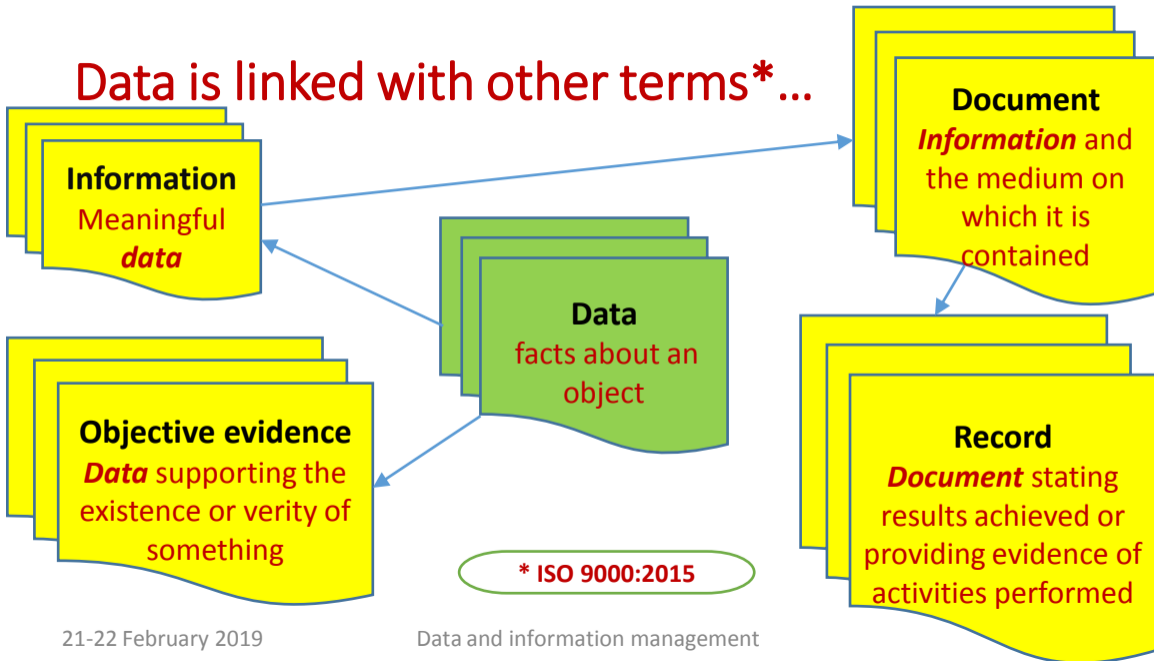 Data is linked with other terms*...
Information
Meaningful
data
Document
Information and
the medium on
which it is
contained
Data
facts about an
object
Objective evidence
Data supporting the
existence or verity of
something
Record
Document stating
results achieved or
providing evidence of
activities performed
* ISO 9000:2015
21-22 February 2019
Data and information management